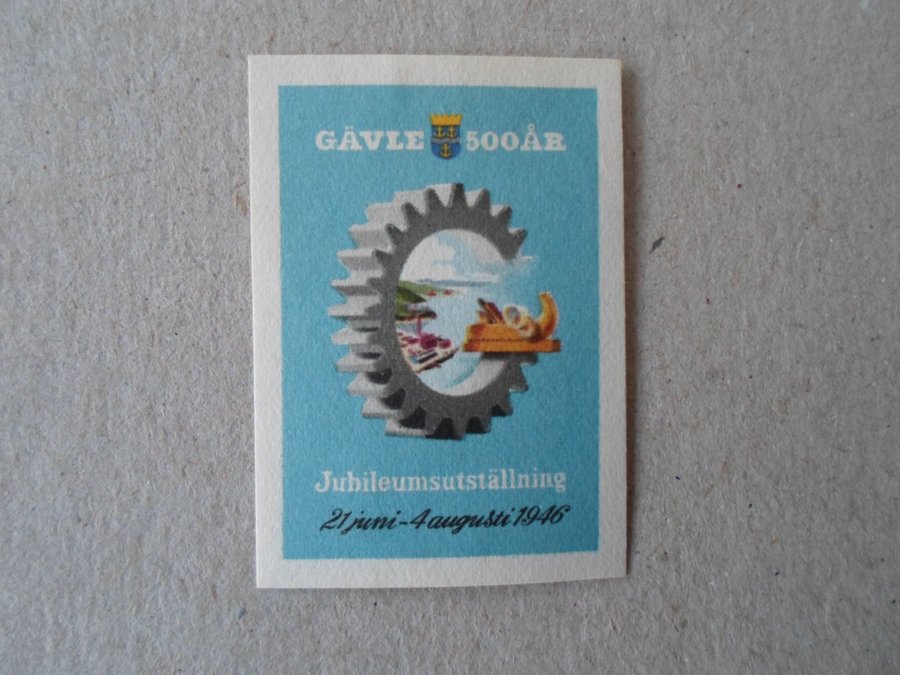 GÄVLE 500 ÅR
Jubileumsutställning
21 juni - 4 augusti 1946